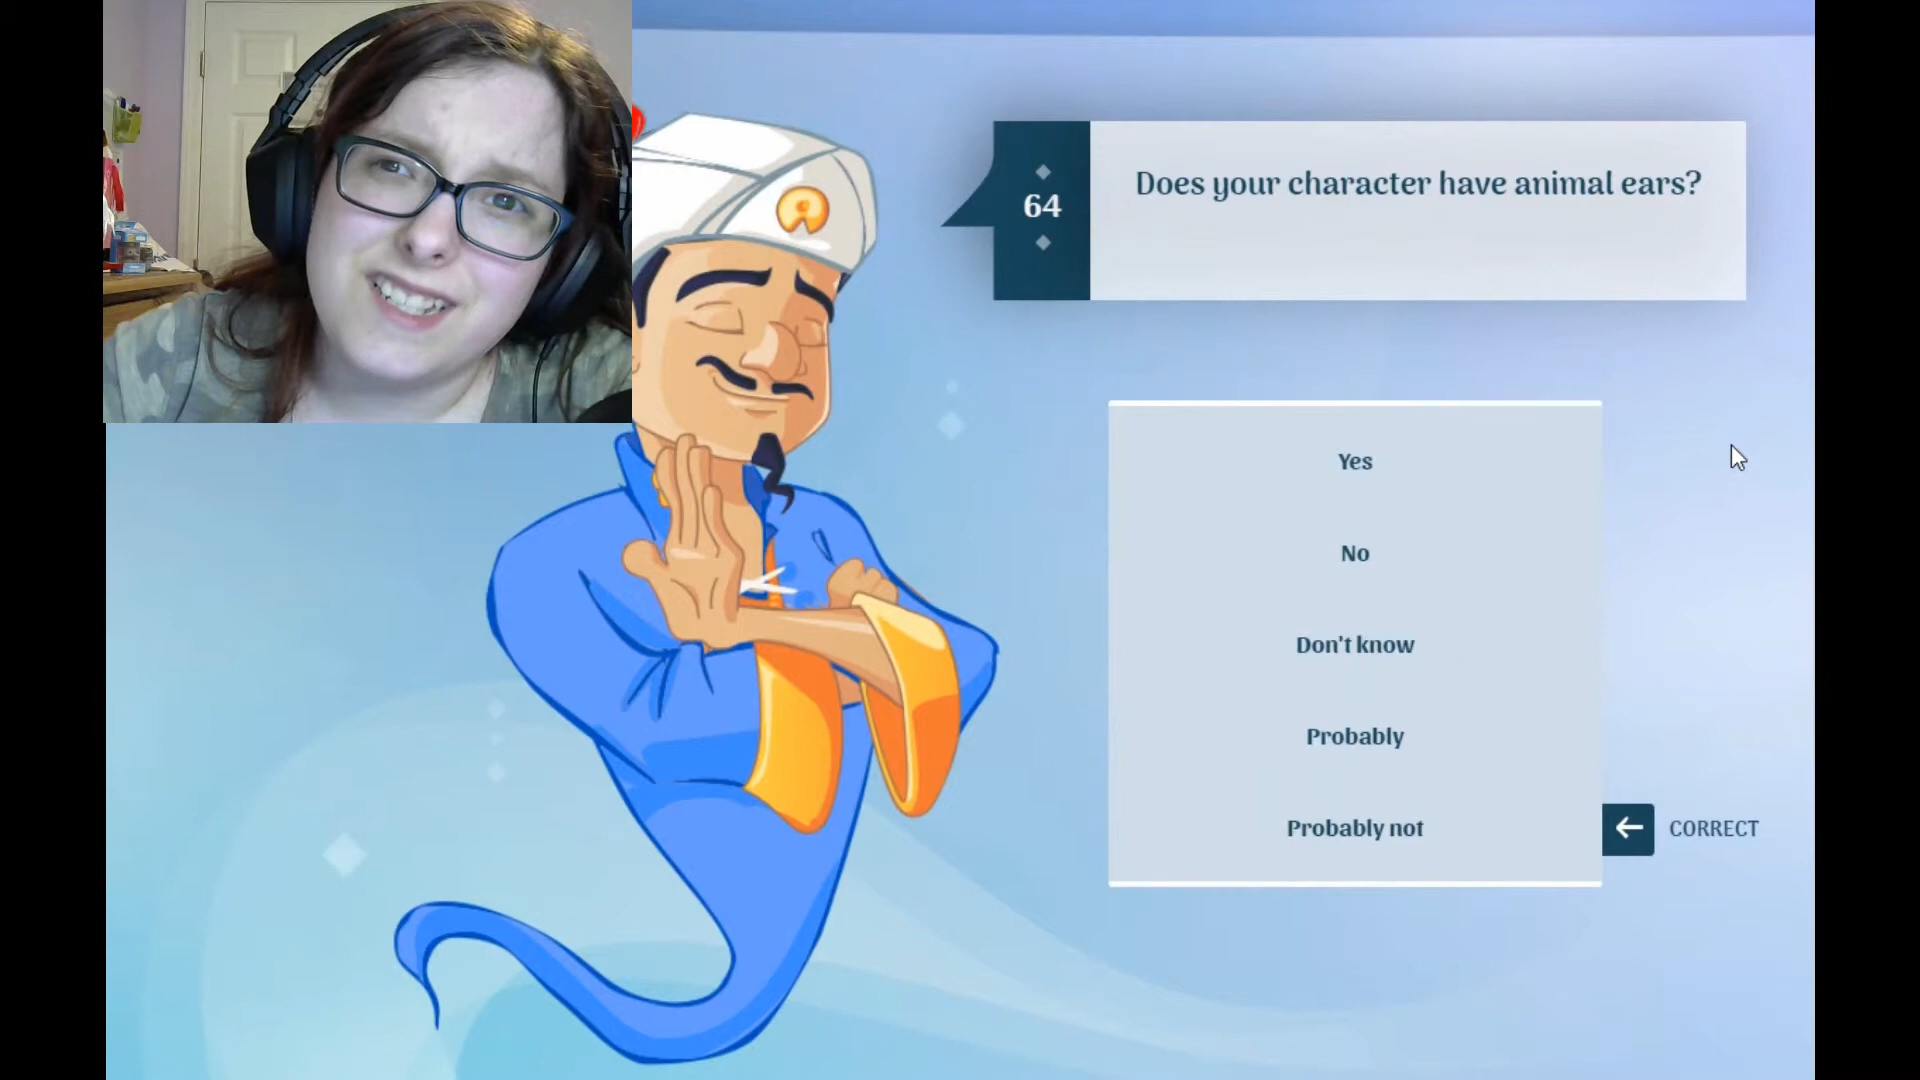 64
Does your character have animal ears?
Yes
No
Don't know
Probably
Probably not
CORRECT